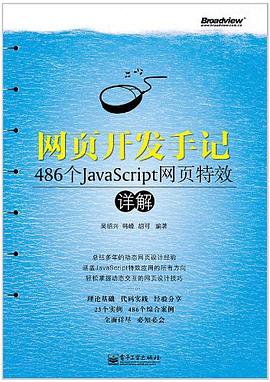 Broadview
www.broadview.com.cn
网页开发手记
486个JavaScript网页特效
详解
吴绍兴 韩峰 胡可 编著
总结多年的动态网页设计经验
涵盖JavaScript特效应用的所有方向
轻松掌握动态交互的网页设计技巧
理论基础 代码实践 经验分享
23个实例 486个综合案例
全面详尽 必知必会
电子工业出版社